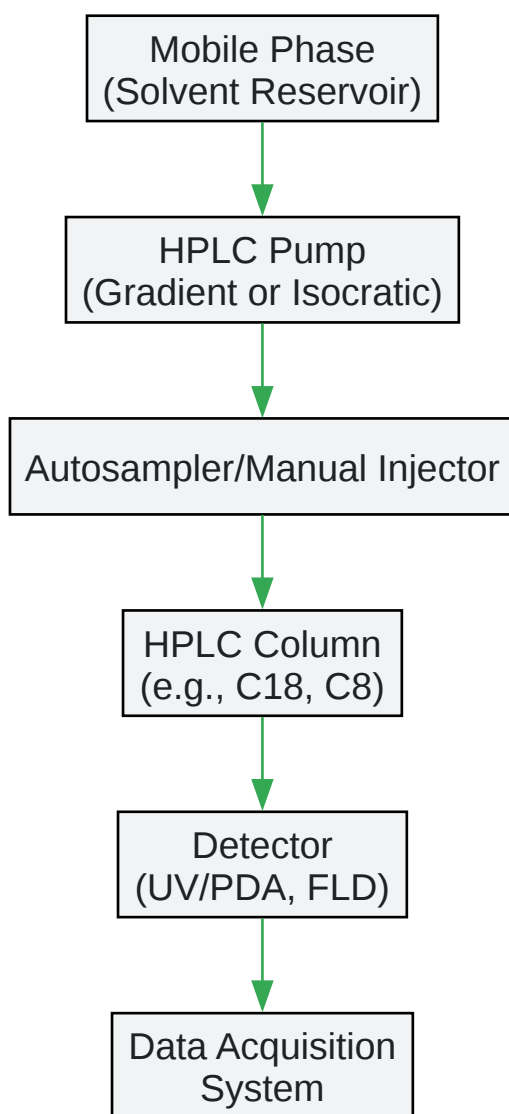 Mobile Phase
(Solvent Reservoir)
HPLC Pump
(Gradient or Isocratic)
Autosampler/Manual Injector
HPLC Column
(e.g., C18, C8)
Detector
(UV/PDA, FLD)
Data Acquisition
System